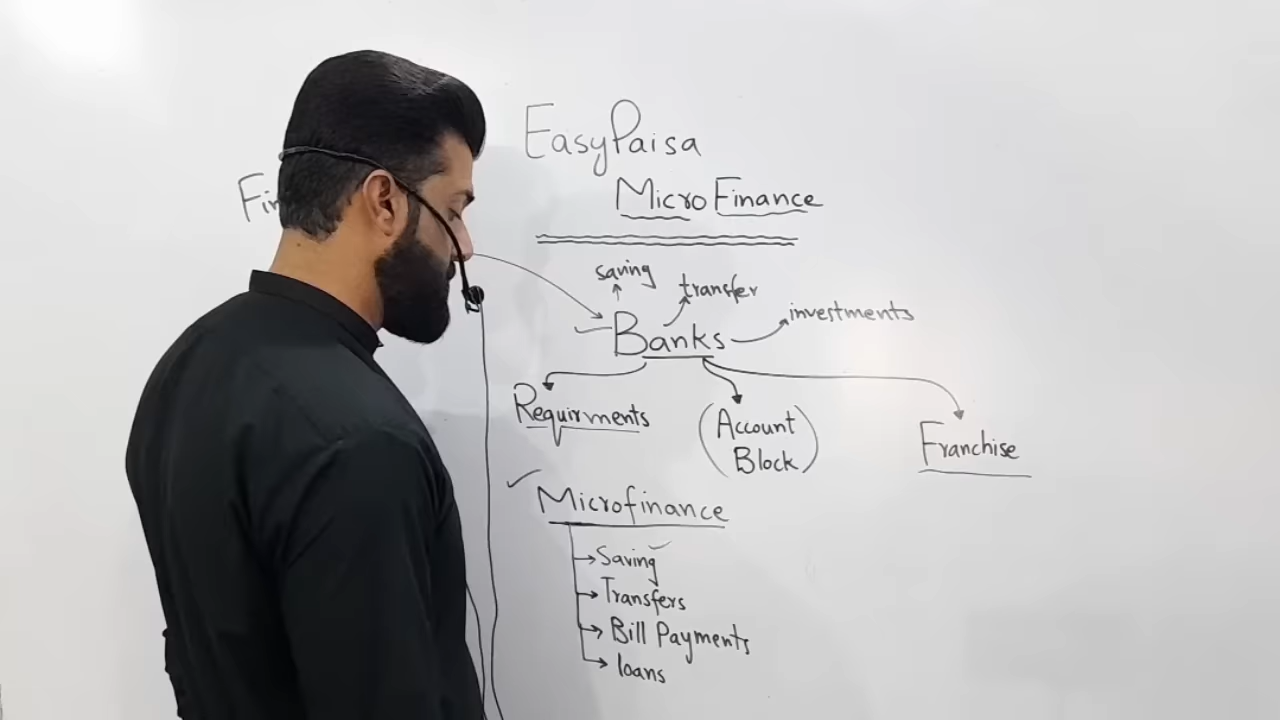 EasyPaisa
MicroFinance
saving
transfer
investments
Banks
Requirments
Account
Block
Franchise
Microfinance
Saving
Transfers
Bill Payments
loans